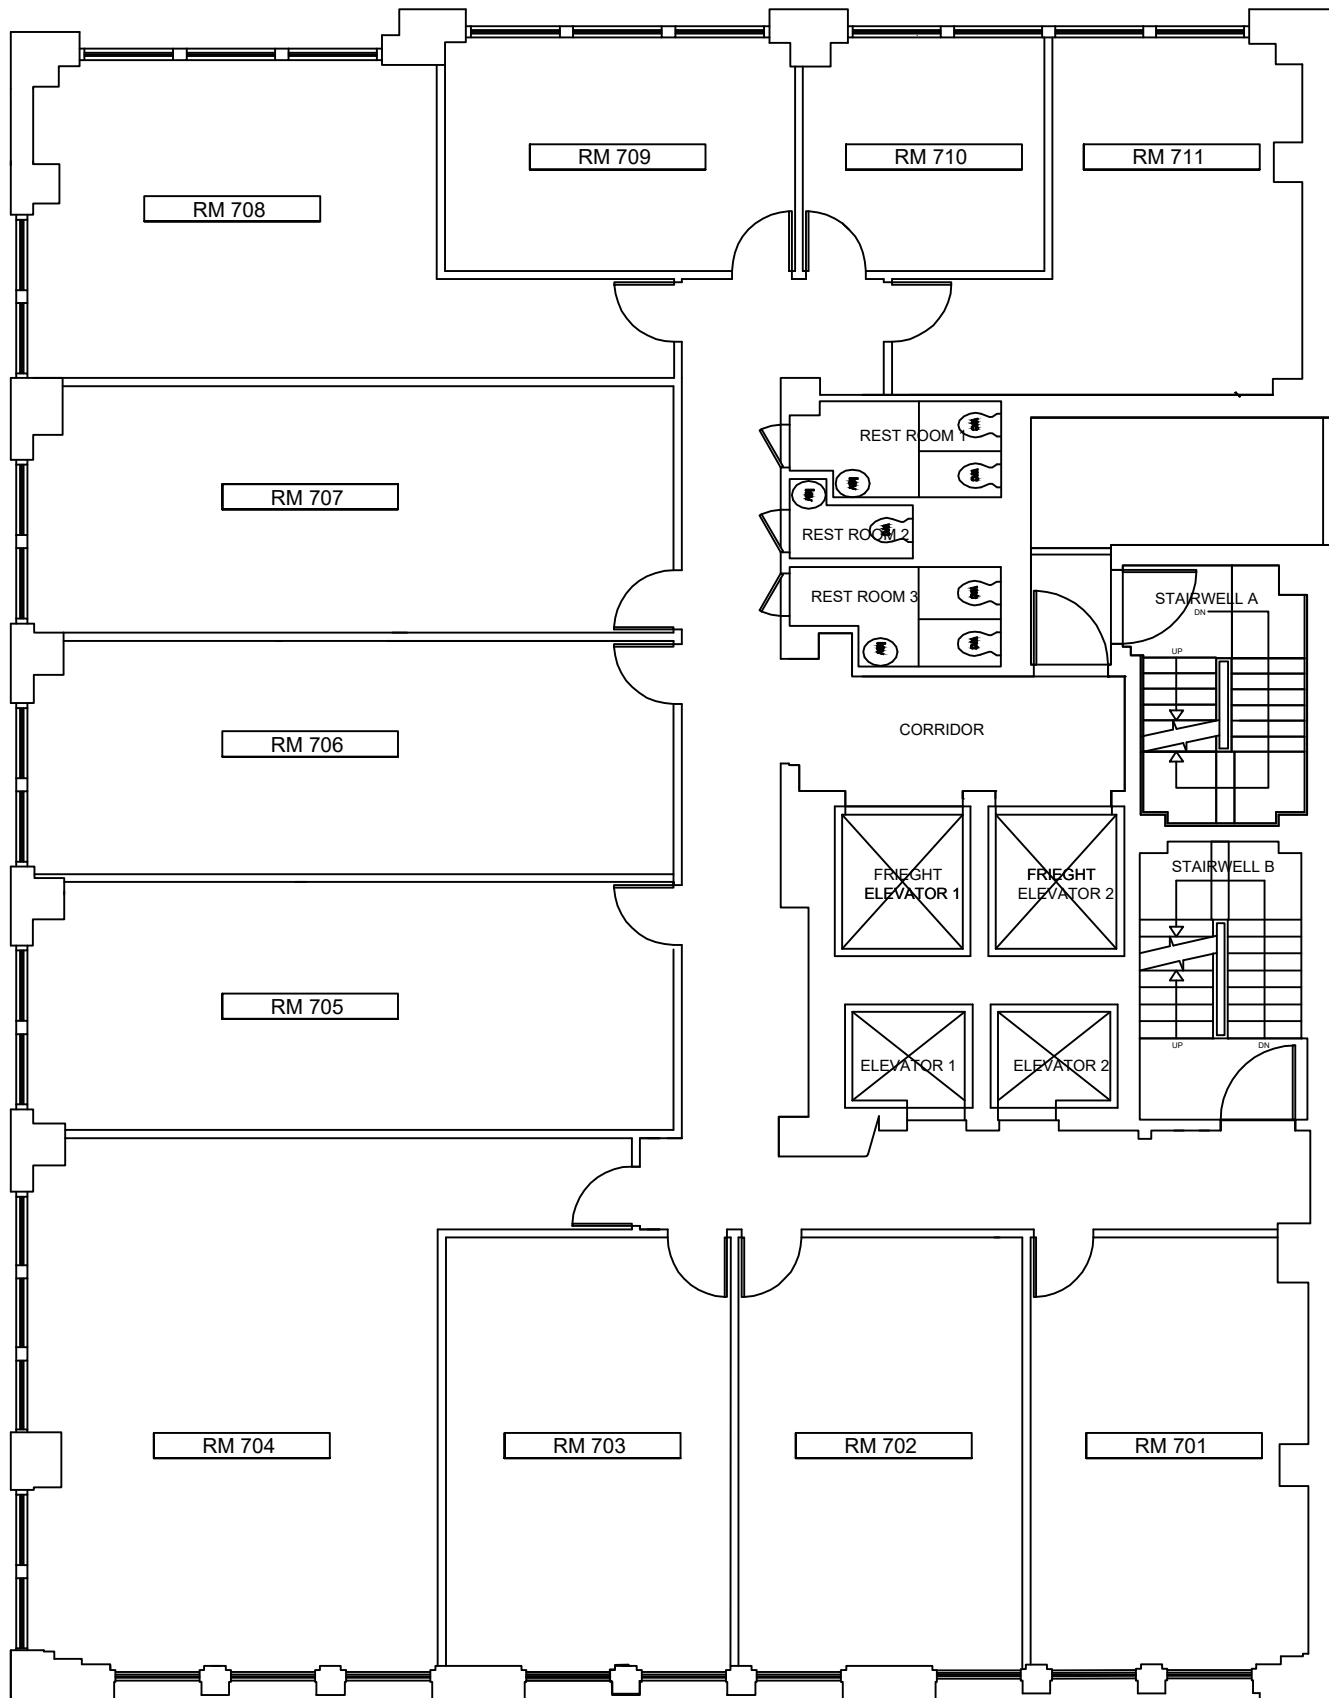 RM 709
RM 710
RM 711
RM 708
REST ROOM 1
RM 707
REST ROOM 2
REST ROOM 3
STAIRWELL A
DN
UP
CORRIDOR
RM 706
FRIEGHT
ELEVATOR 1
FRIEGHT
ELEVATOR 2
STAIRWELL B
RM 705
UP
DN
ELEVATOR 1
ELEVATOR 2
RM 704
RM 703
RM 702
RM 701